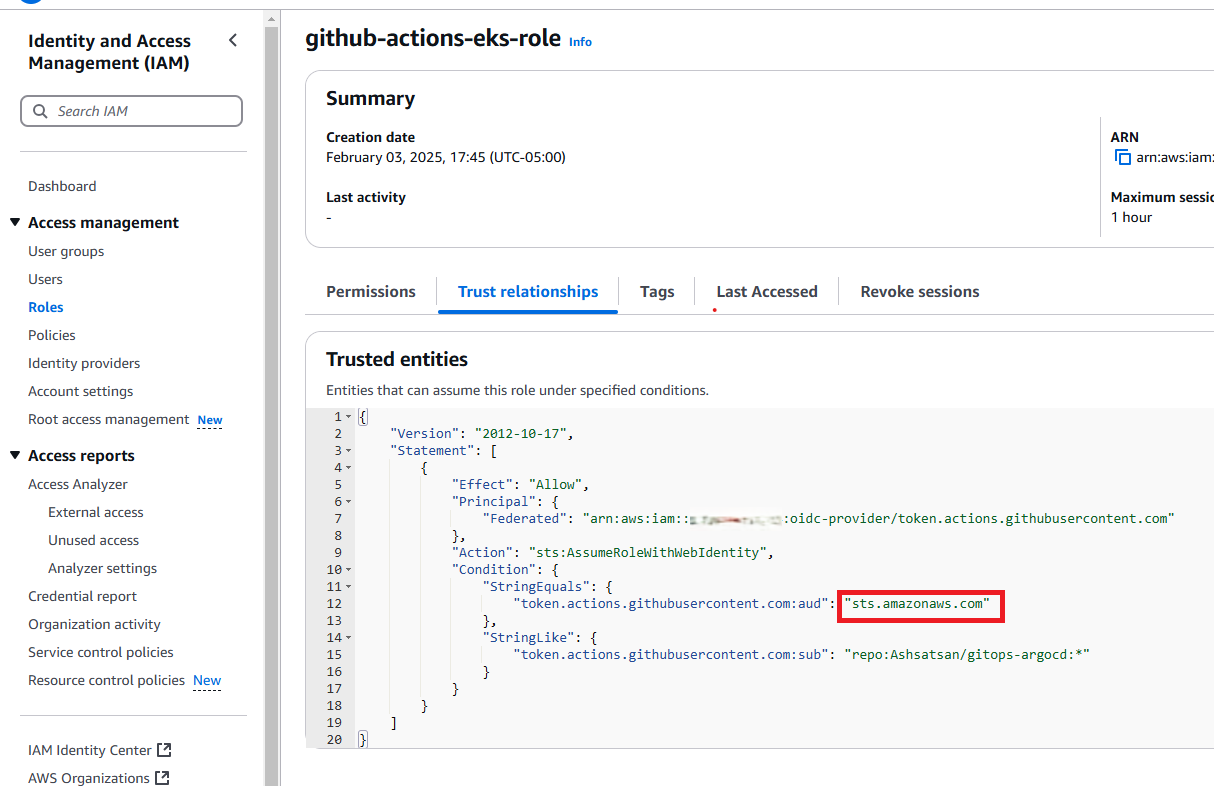 Identity and Access
Management (IAM)
Search IAM
Dashboard
Access management
User groups
Users
Roles
Policies
Identity providers
Account settings
Root access management New
Access reports
Access Analyzer
External access
Unused access
Analyzer settings
Credential report
Organization activity
Service control policies
Resource control policies New
IAM Identity Center
AWS Organizations
github-actions-eks-role Info
Summary
Creation date
February 03, 2025, 17:45 (UTC-05:00)
Last activity
-
ARN
arn:aws:iam:
Maximum sessio
1 hour
Permissions Trust relationships Tags Last Accessed Revoke sessions
Trusted entities
Entities that can assume this role under specified conditions.
1 {
2 "Version": "2012-10-17",
3 "Statement": [
4 {
5 "Effect": "Allow",
6 "Principal": {
7 "Federated": "arn:aws:iam:: :oidc-provider/token.actions.githubusercontent.com"
8 },
9 "Action": "sts:AssumeRoleWithWebIdentity",
10 "Condition": {
11 "StringEquals": {
12 "token.actions.githubusercontent.com:aud": "sts.amazonaws.com"
13 },
14 "StringLike": {
15 "token.actions.githubusercontent.com:sub": "repo:Ashsatsan/gitops-argocd:*"
16 }
17 }
18 }
19 ]
20 }